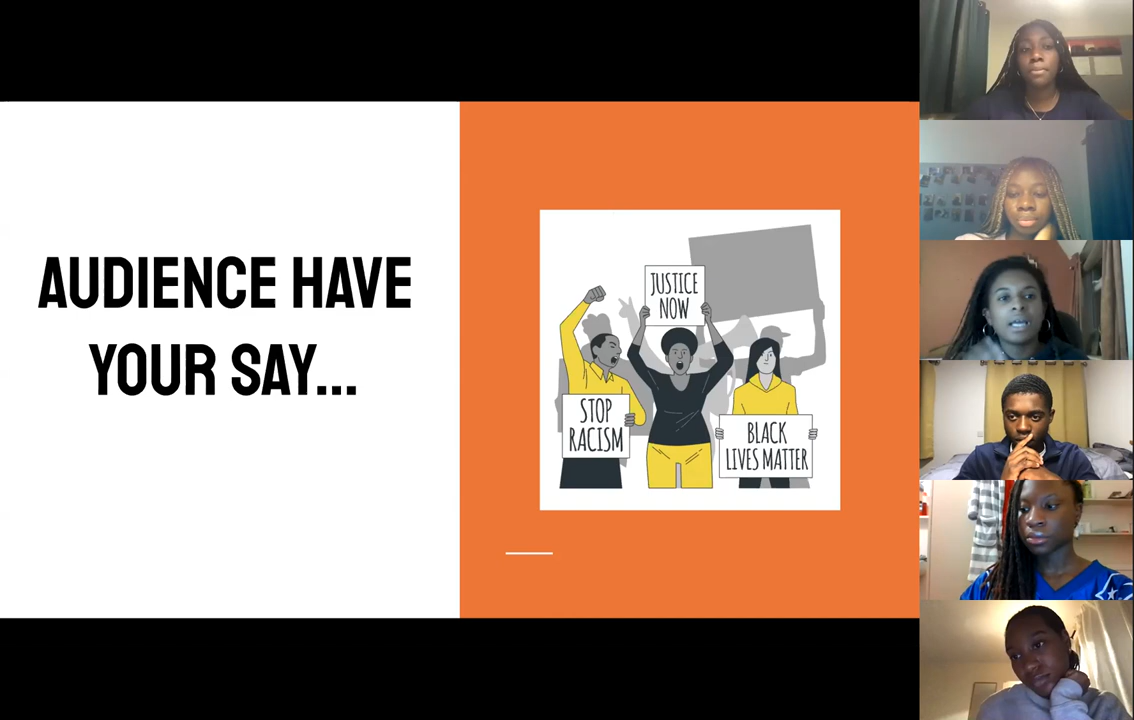 AUDIENCE HAVE
YOUR SAY...
JUSTICE
NOW
STOP
RACISM
BLACK
LIVES MATTER